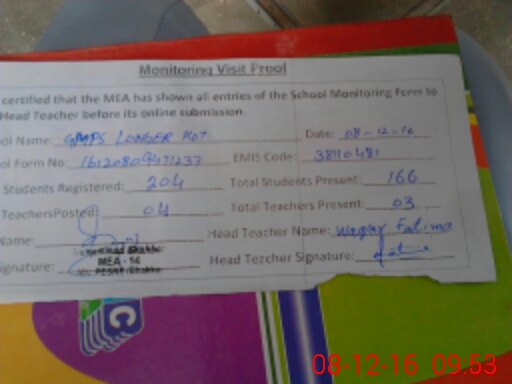 Monitoring Visit Proof
certified that the MEA has shown all entries of the School Monitoring Form to
Head Teacher before its online submission.
ool Name: GMPS LONGER KOT Date: 08-12-16
ool Form No: 16120809471237 EMIS Code: 38110481
Students Registered: 204 Total Students Present: 166
Teachers Posted: 04 Total Teachers Present: 03
Name: Head Teacher Name: Fatima
ignature: MEA - 14 Head Teacher Signature:
C
08-12-16 09:53